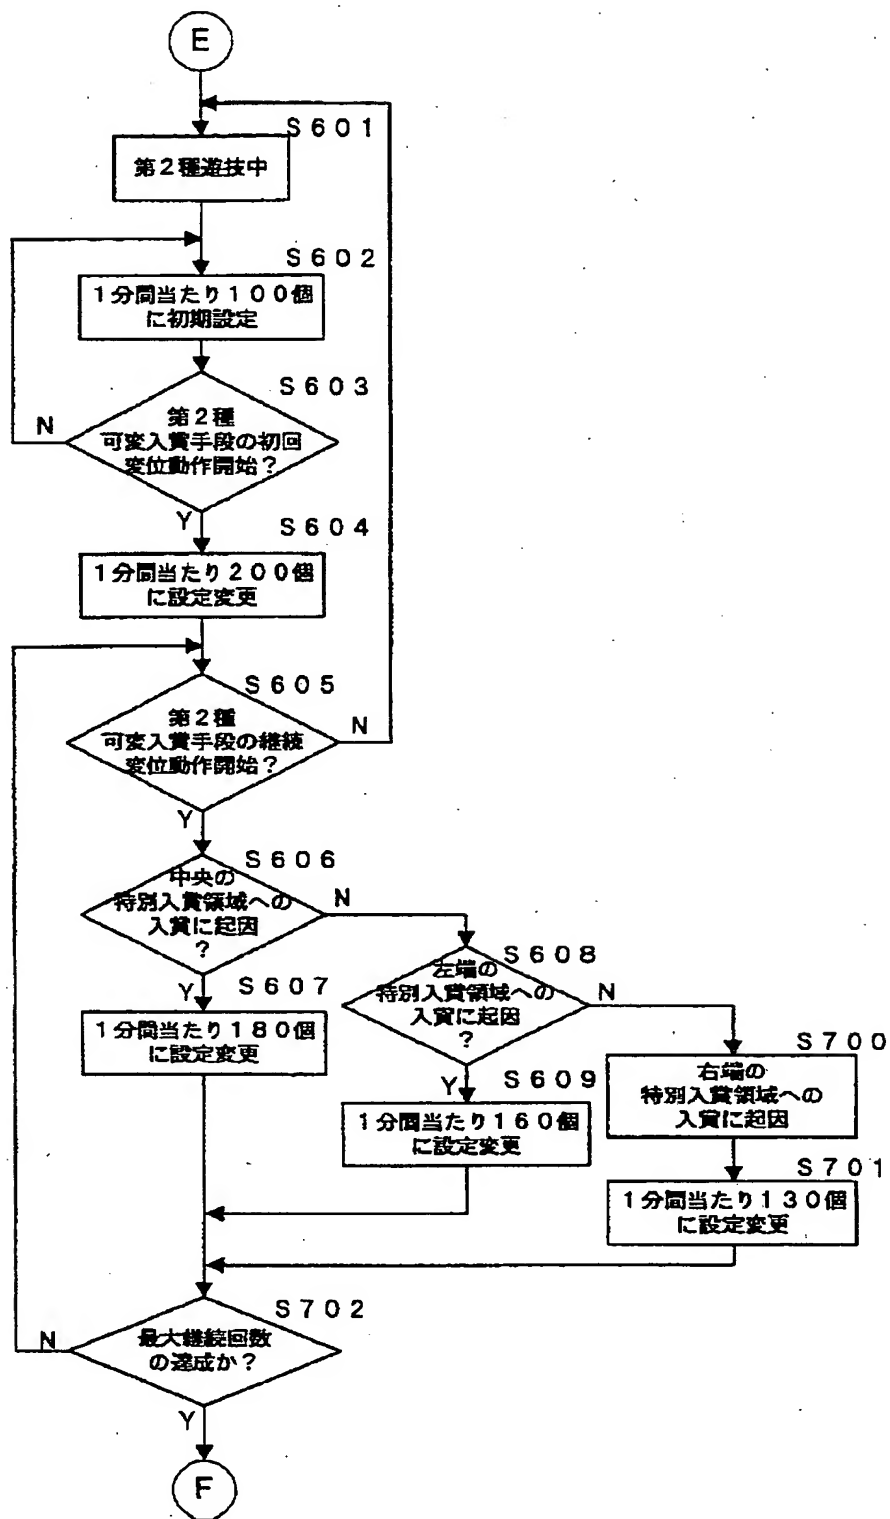 E
S601
第2種遊技中
S602
1分間当たり100個
に初期設定
S603
第2種
可変入賞手段の初回
変位動作開始?
N
Y
S604
1分間当たり200個
に設定変更
S605
第2種
可変入賞手段の継続
変位動作開始?
N
Y
S606
中央の
特別入賞領域への
入賞に起因
?
N
Y
S607
1分間当たり180個
に設定変更
S608
左端の
特別入賞領域への
入賞に起因
?
N
Y
S609
1分間当たり160個
に設定変更
S700
右端の
特別入賞領域への
入賞に起因
S701
1分間当たり130個
に設定変更
S702
最大継続回数
の達成か?
N
Y
F